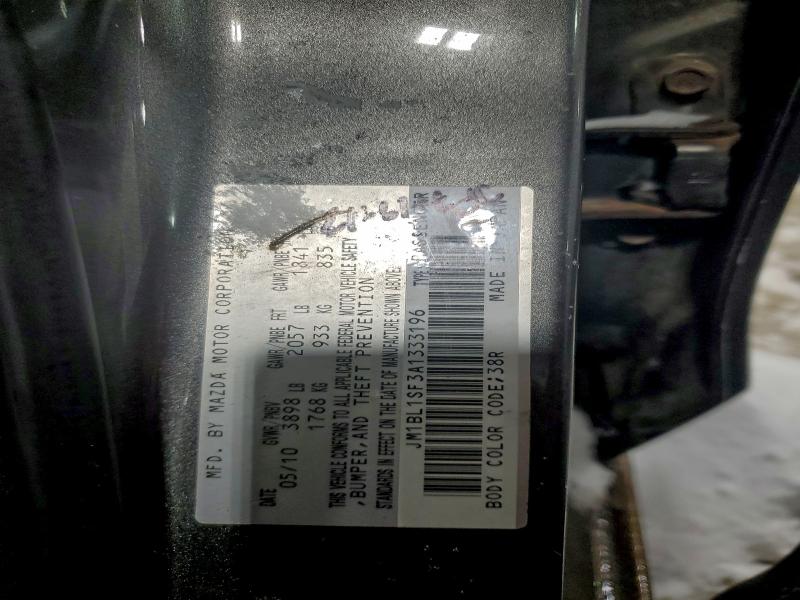 MFD. BY MAZDA MOTOR CORPORATION
DATE GVWR/PNBV GAWR/PNBE FRT GAWR/PNBE
05/10 3898 LB 2057 LB 1841
1768 KG 933 KG 835
THIS VEHICLE CONFORMS TO ALL APPLICABLE FEDERAL MOTOR VEHICLE SAFETY
,BUMPER,AND THEFT PREVENTION
STANDARDS IN EFFECT ON THE DATE OF MANUFACTURE SHOWN ABOVE.
JM1BL1SF3A1333196 TYPE:PASSENGER
BODY COLOR CODE;38R MADE IN